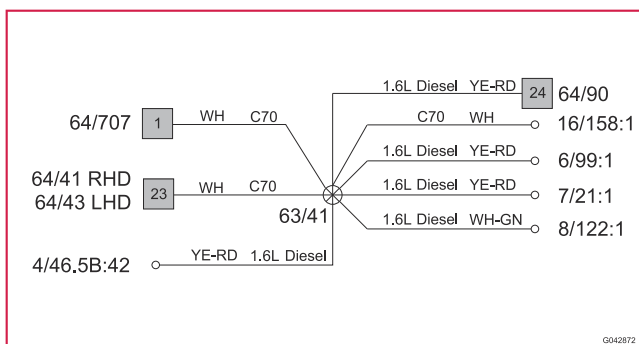 1.6L Diesel YE-RD 24 64/90
64/707 1 WH C70
C70 WH 16/158:1
1.6L Diesel YE-RD 6/99:1
64/41 RHD
64/43 LHD
23 WH C70
1.6L Diesel YE-RD 7/21:1
63/41
1.6L Diesel WH-GN 8/122:1
4/46.5B:42 YE-RD 1.6L Diesel
G042872